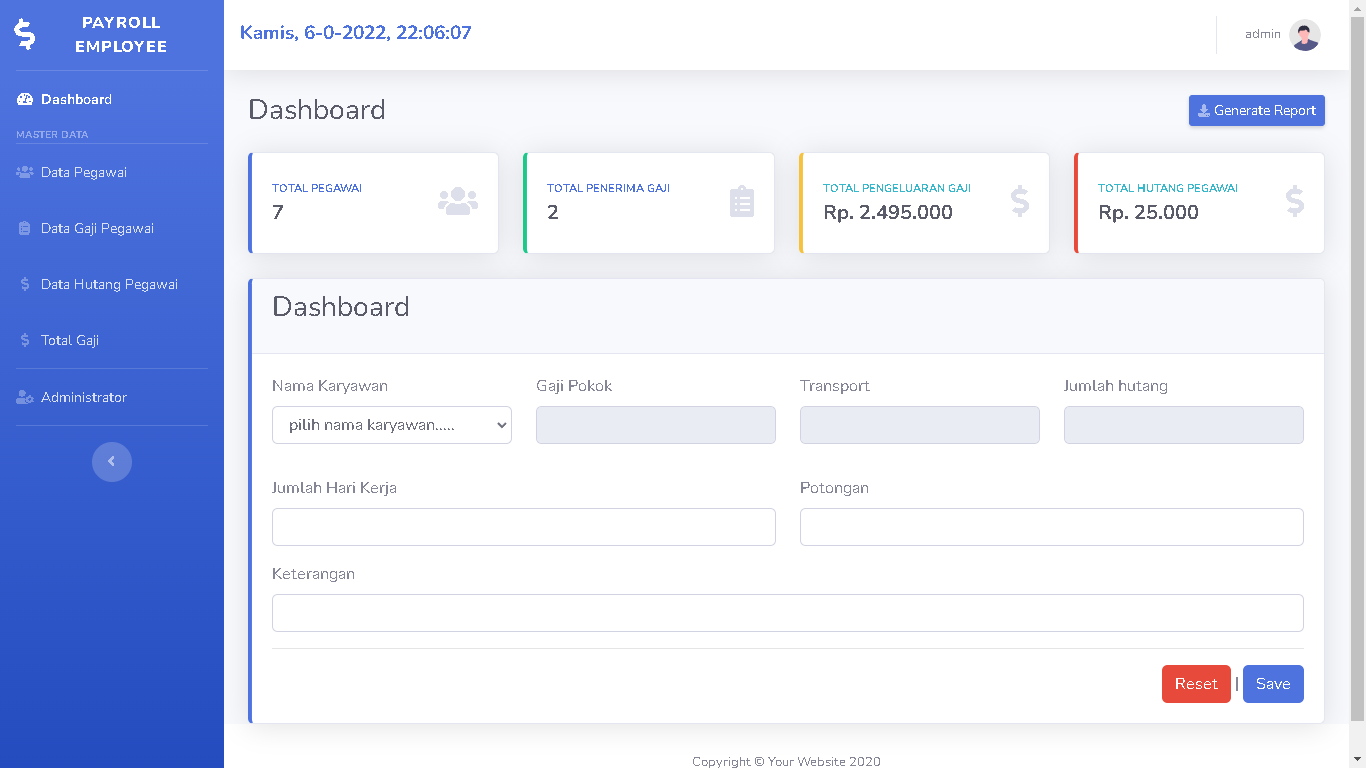 PAYROLL
EMPLOYEE
Dashboard
MASTER DATA
Data Pegawai
Data Gaji Pegawai
Data Hutang Pegawai
Total Gaji
Administrator
Kamis, 6-0-2022, 22:06:07
admin
Dashboard
Generate Report
TOTAL PEGAWAI
7
TOTAL PENERIMA GAJI
2
TOTAL PENGELUARAN GAJI
Rp. 2.495.000
TOTAL HUTANG PEGAWAI
Rp. 25.000
Dashboard
Nama Karyawan
Gaji Pokok
Transport
Jumlah hutang
pilih nama karyawan.....
Jumlah Hari Kerja
Potongan
Keterangan
Reset | Save
Copyright © Your Website 2020